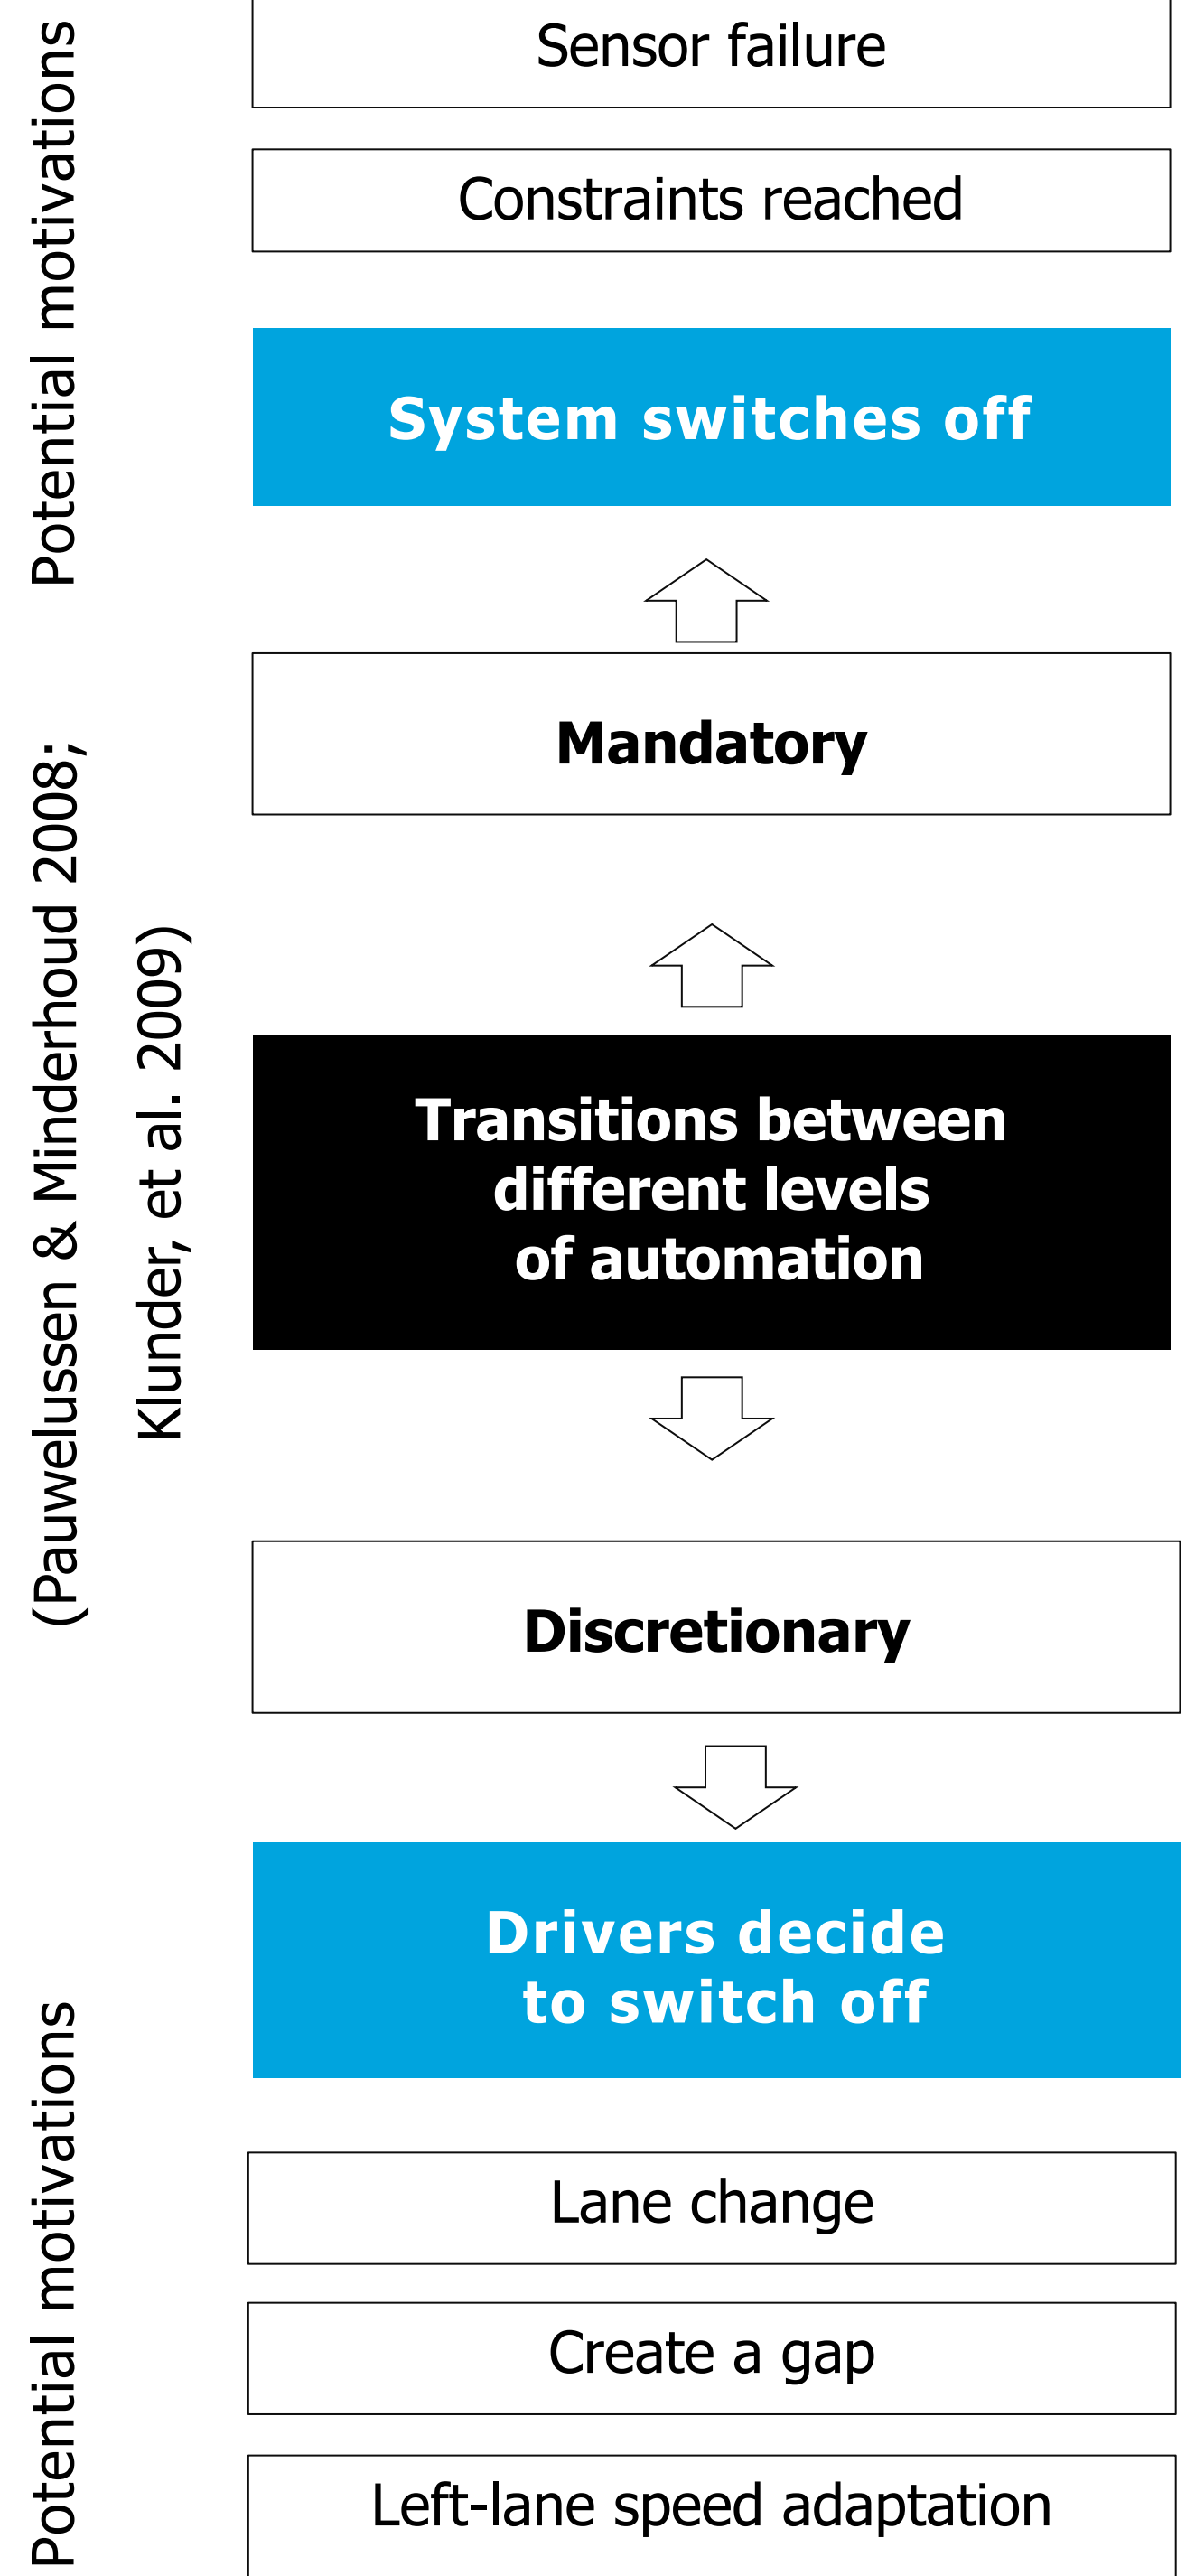 Potential motivations
Sensor failure
Constraints reached
System switches off
Mandatory
(Pauwelussen & Minderhoud 2008;
Klunder, et al. 2009)
Transitions between
different levels
of automation
Discretionary
Drivers decide
to switch off
Potential motivations
Lane change
Create a gap
Left-lane speed adaptation